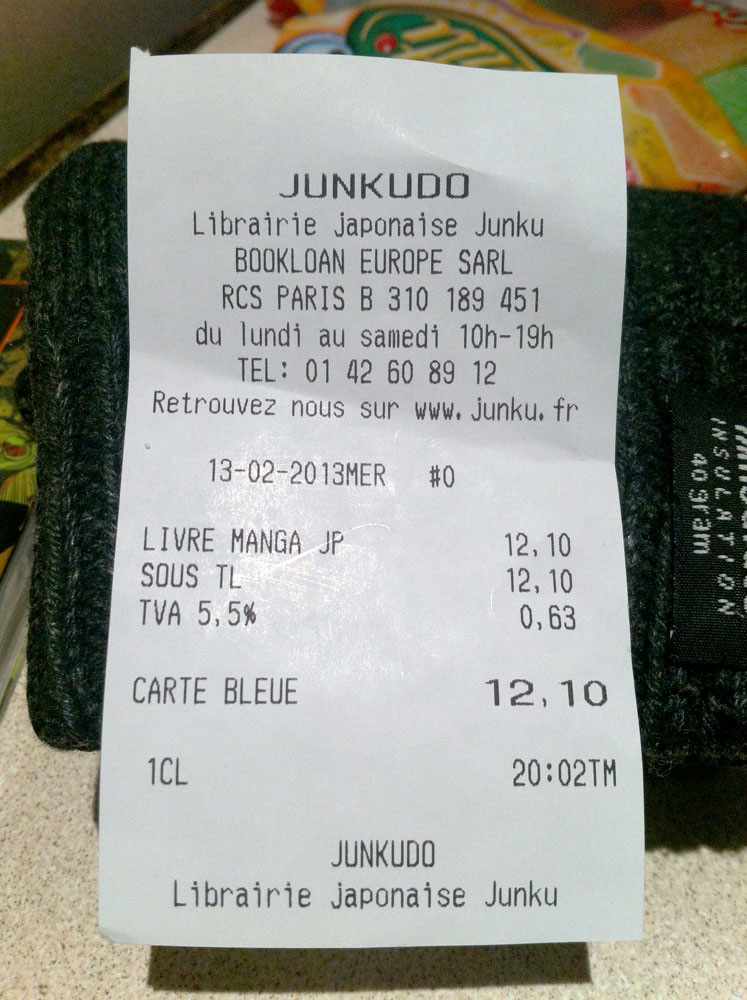 JUNKUDO
Librairie japonaise Junku
BOOKLOAN EUROPE SARL
RCS PARIS B 310 189 451
du lundi au samedi 10h-19h
TEL: 01 42 60 89 12
Retrouvez nous sur www.junku.fr
13-02-2013MER #0
LIVRE MANGA JP 12,10
SOUS TL 12,10
TVA 5,5% 0,63
CARTE BLEUE 12,10
1CL 20:02TM
JUNKUDO
Librairie japonaise Junku
INSULATION
40 gram